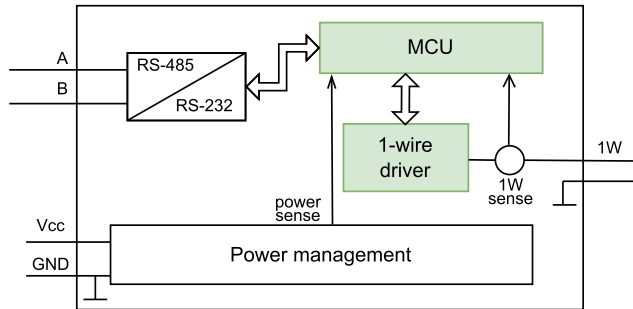 A
B
RS-485
RS-232
MCU
1-wire
driver
1W
1W
sense
power
sense
Vcc
GND
Power management